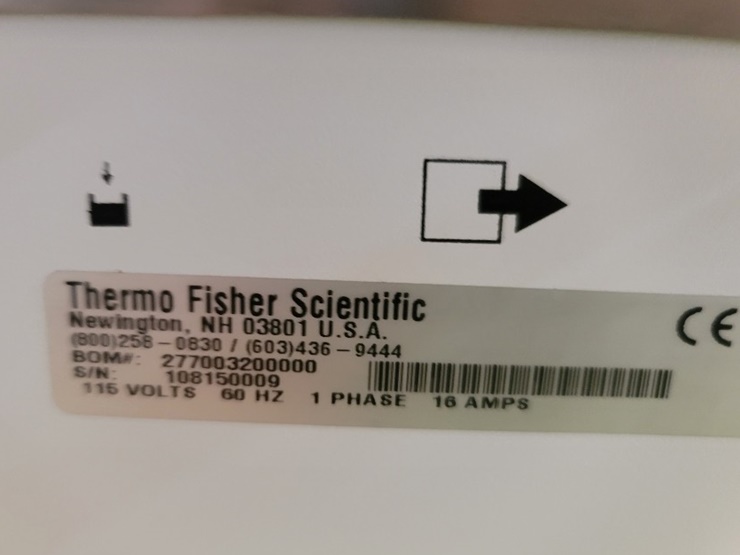 Thermo Fisher Scientific
Newington, NH 03801 U.S.A.
(800)258-0830 / (603)436-9444
BOM#: 277003200000
S/N: 108150009
115 VOLTS 60 HZ 1 PHASE 16 AMPS
CE